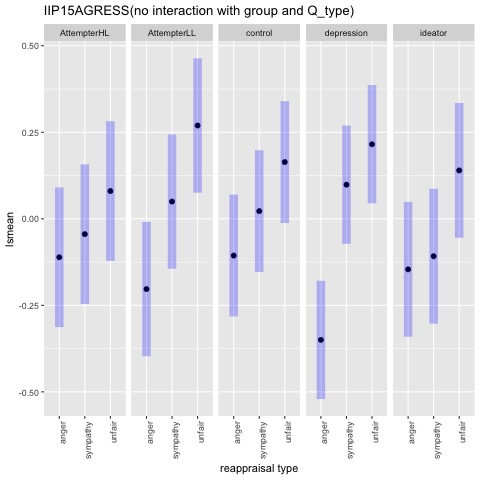 IIP15AGRESS(no interaction with group and Q_type)
AttempterHL AttempterLL control depression ideator
0.50
0.25
0.00
-0.25
-0.50
lsmean
anger sympathy unfair anger sympathy unfair anger sympathy unfair anger sympathy unfair anger sympathy unfair
reappraisal type